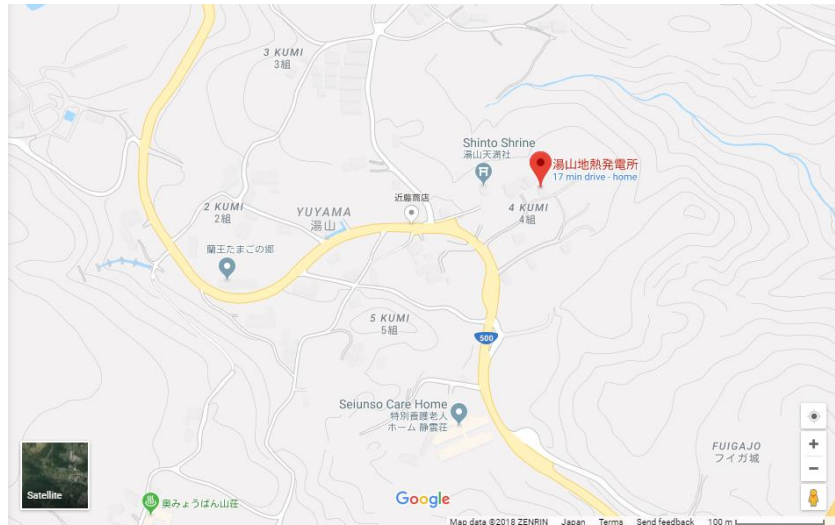 3 KUMI
3組
Shinto Shrine
湯山天満社
湯山地熱発電所
17 min drive - home
近藤商店
2 KUMI
2組
YUYAMA
湯山
4 KUMI
4組
蘭王たまごの郷
5 KUMI
5組
500
Seiunso Care Home
特別養護老人
ホーム 静雲荘
FUIGAJO
フイガ城
Satellite
奥みょうばん山荘
Google
Map data ©2018 ZENRIN Japan Terms Send feedback 100 m